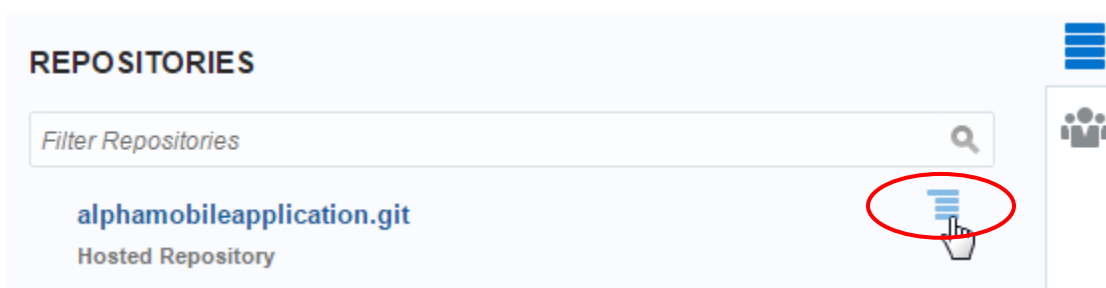 REPOSITORIES
Filter Repositories
alphamobileapplication.git
Hosted Repository